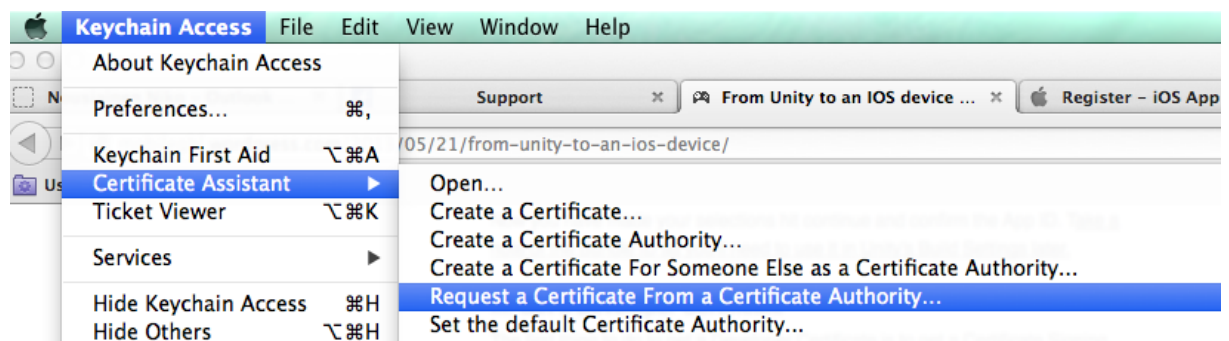 Keychain Access File Edit View Window Help
About Keychain Access
Support
From Unity to an IOS device ...
Register – iOS App
Preferences... ⌘,
/05/21/from-unity-to-an-ios-device/
Keychain First Aid ⌥⌘A
Certificate Assistant
Ticket Viewer ⌥⌘K
Services
Hide Keychain Access ⌘H
Hide Others ⌥⌘H
Open...
Create a Certificate...
Create a Certificate Authority...
Create a Certificate For Someone Else as a Certificate Authority...
Request a Certificate From a Certificate Authority...
Set the default Certificate Authority...